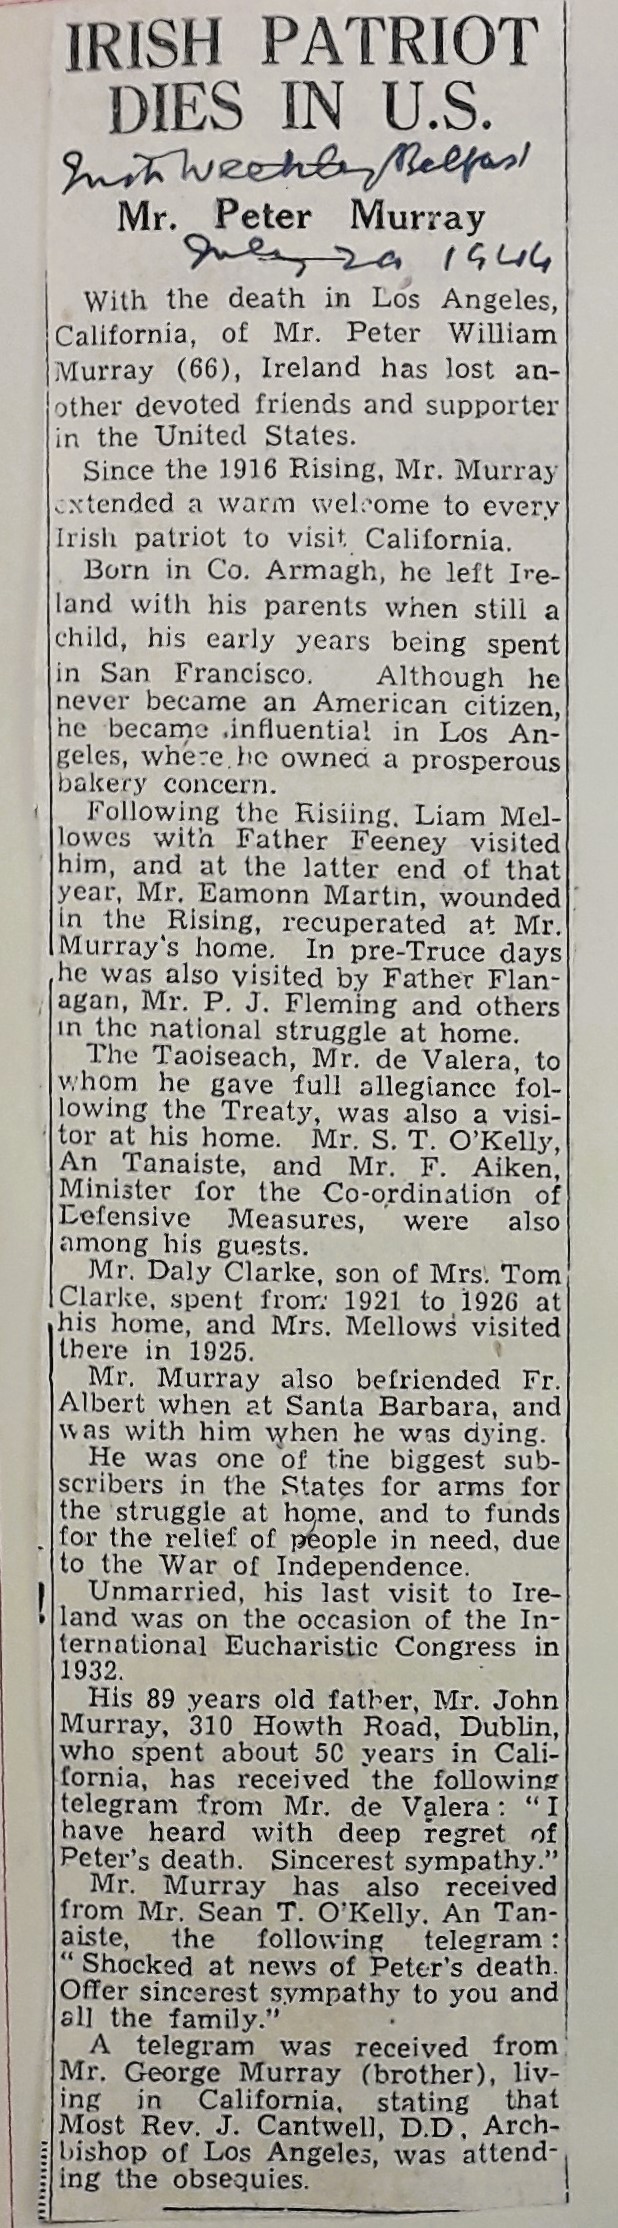 IRISH PATRIOT
DIES IN U.S.
Irish Weekly, Belfast
Mr. Peter Murray
July 29 1944
With the death in Los Angeles,
California, of Mr. Peter William
Murray (66), Ireland has lost an-
other devoted friends and supporter
in the United States.
Since the 1916 Rising, Mr. Murray
extended a warm welcome to every
Irish patriot to visit California.
Born in Co. Armagh, he left Ire-
land with his parents when still a
child, his early years being spent
in San Francisco. Although he
never became an American citizen,
he became influential in Los An-
geles, where he owned a prosperous
bakery concern.
Following the Risiing, Liam Mel-
lowes with Father Feeney visited
him, and at the latter end of that
year, Mr. Eamonn Martin, wounded
in the Rising, recuperated at Mr.
Murray's home. In pre-Truce days
he was also visited by Father Flan-
agan, Mr. P. J. Fleming and others
in the national struggle at home.
The Taoiseach, Mr. de Valera, to
whom he gave full allegiance fol-
lowing the Treaty, was also a visi-
tor at his home. Mr. S. T. O'Kelly,
An Tanaiste, and Mr. F. Aiken,
Minister for the Co-ordination of
Defensive Measures, were also
among his guests.
Mr. Daly Clarke, son of Mrs. Tom
Clarke, spent from 1921 to 1926 at
his home, and Mrs. Mellows visited
there in 1925.
Mr. Murray also befriended Fr.
Albert when at Santa Barbara, and
was with him when he was dying.
He was one of the biggest sub-
scribers in the States for arms for
the struggle at home, and to funds
for the relief of people in need, due
to the War of Independence.
Unmarried, his last visit to Ire-
land was on the occasion of the In-
ternational Eucharistic Congress in
1932.
His 89 years old father, Mr. John
Murray, 310 Howth Road, Dublin,
who spent about 50 years in Cali-
fornia, has received the following
telegram from Mr. de Valera: "I
have heard with deep regret of
Peter's death. Sincerest sympathy."
Mr. Murray has also received
from Mr. Sean T. O'Kelly, An Tan-
aiste, the following telegram:
"Shocked at news of Peter's death.
Offer sincerest sympathy to you and
all the family."
A telegram was received from
Mr. George Murray (brother), liv-
ing in California, stating that
Most Rev. J. Cantwell, D.D., Arch-
bishop of Los Angeles, was attend-
ing the obsequies.